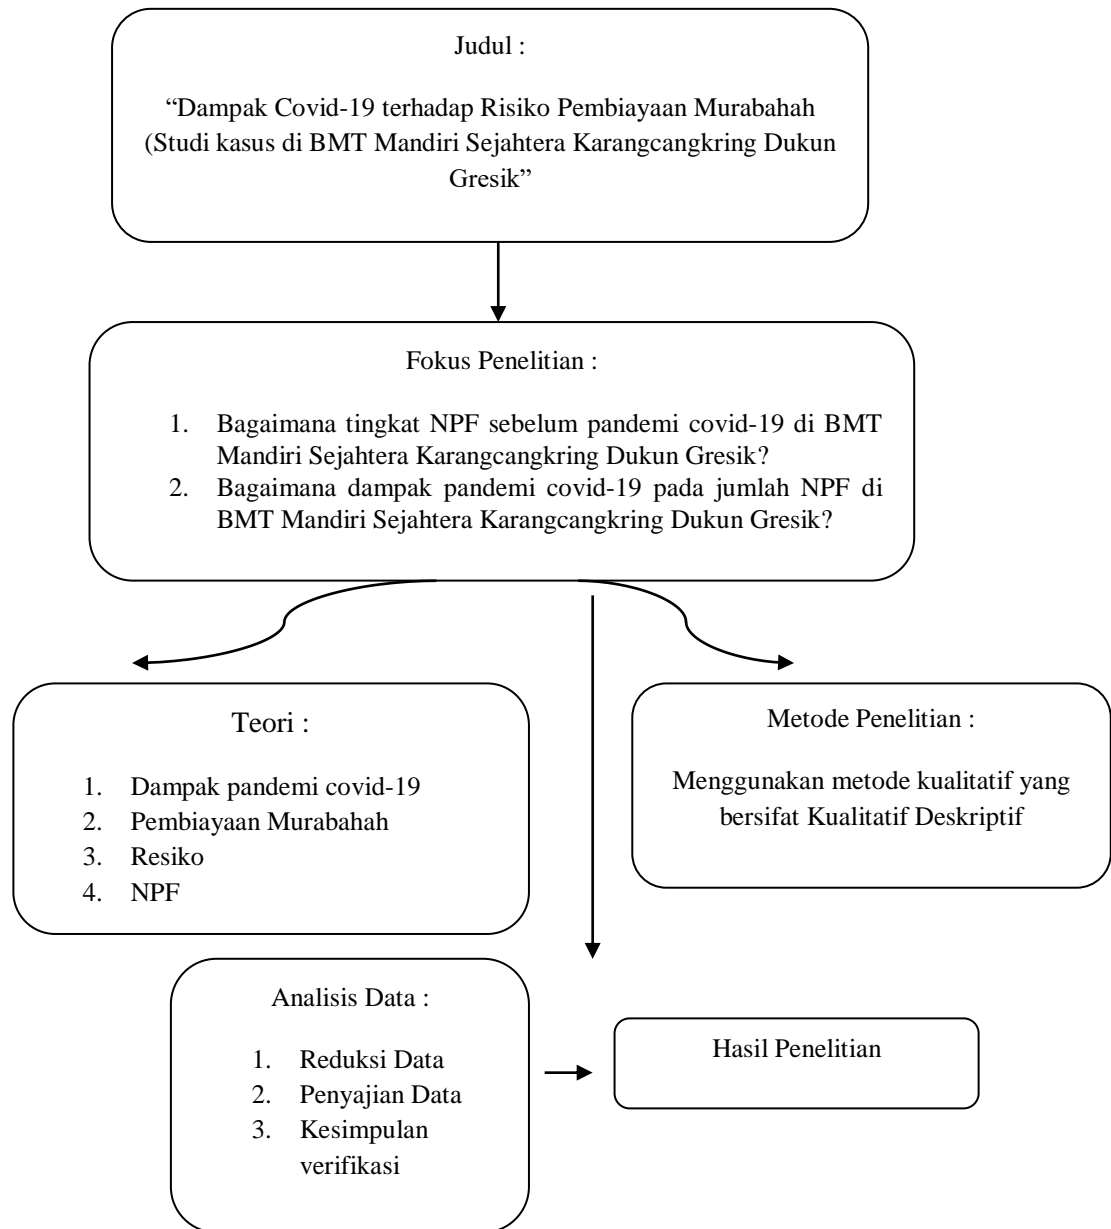 Judul :
“Dampak Covid-19 terhadap Risiko Pembiayaan Murabahah
(Studi kasus di BMT Mandiri Sejahtera Karangcangkring Dukun
Gresik”
Fokus Penelitian :
1. Bagaimana tingkat NPF sebelum pandemi covid-19 di BMT
Mandiri Sejahtera Karangcangkring Dukun Gresik?
2. Bagaimana dampak pandemi covid-19 pada jumlah NPF di
BMT Mandiri Sejahtera Karangcangkring Dukun Gresik?
Teori :
1. Dampak pandemi covid-19
2. Pembiayaan Murabahah
3. Resiko
4. NPF
Metode Penelitian :
Menggunakan metode kualitatif yang
bersifat Kualitatif Deskriptif
Analisis Data :
1. Reduksi Data
2. Penyajian Data
3. Kesimpulan
verifikasi
Hasil Penelitian